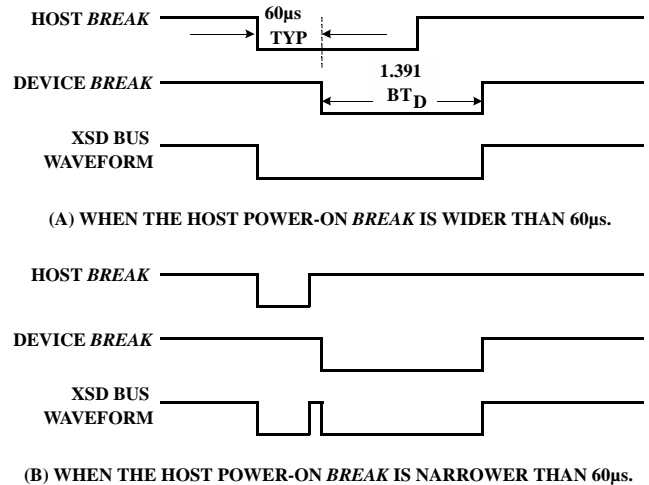 HOST BREAK
60µs
TYP
DEVICE BREAK
1.391
BTD
XSD BUS
WAVEFORM
(A) WHEN THE HOST POWER-ON BREAK IS WIDER THAN 60µs.
HOST BREAK
DEVICE BREAK
XSD BUS
WAVEFORM
(B) WHEN THE HOST POWER-ON BREAK IS NARROWER THAN 60µs.